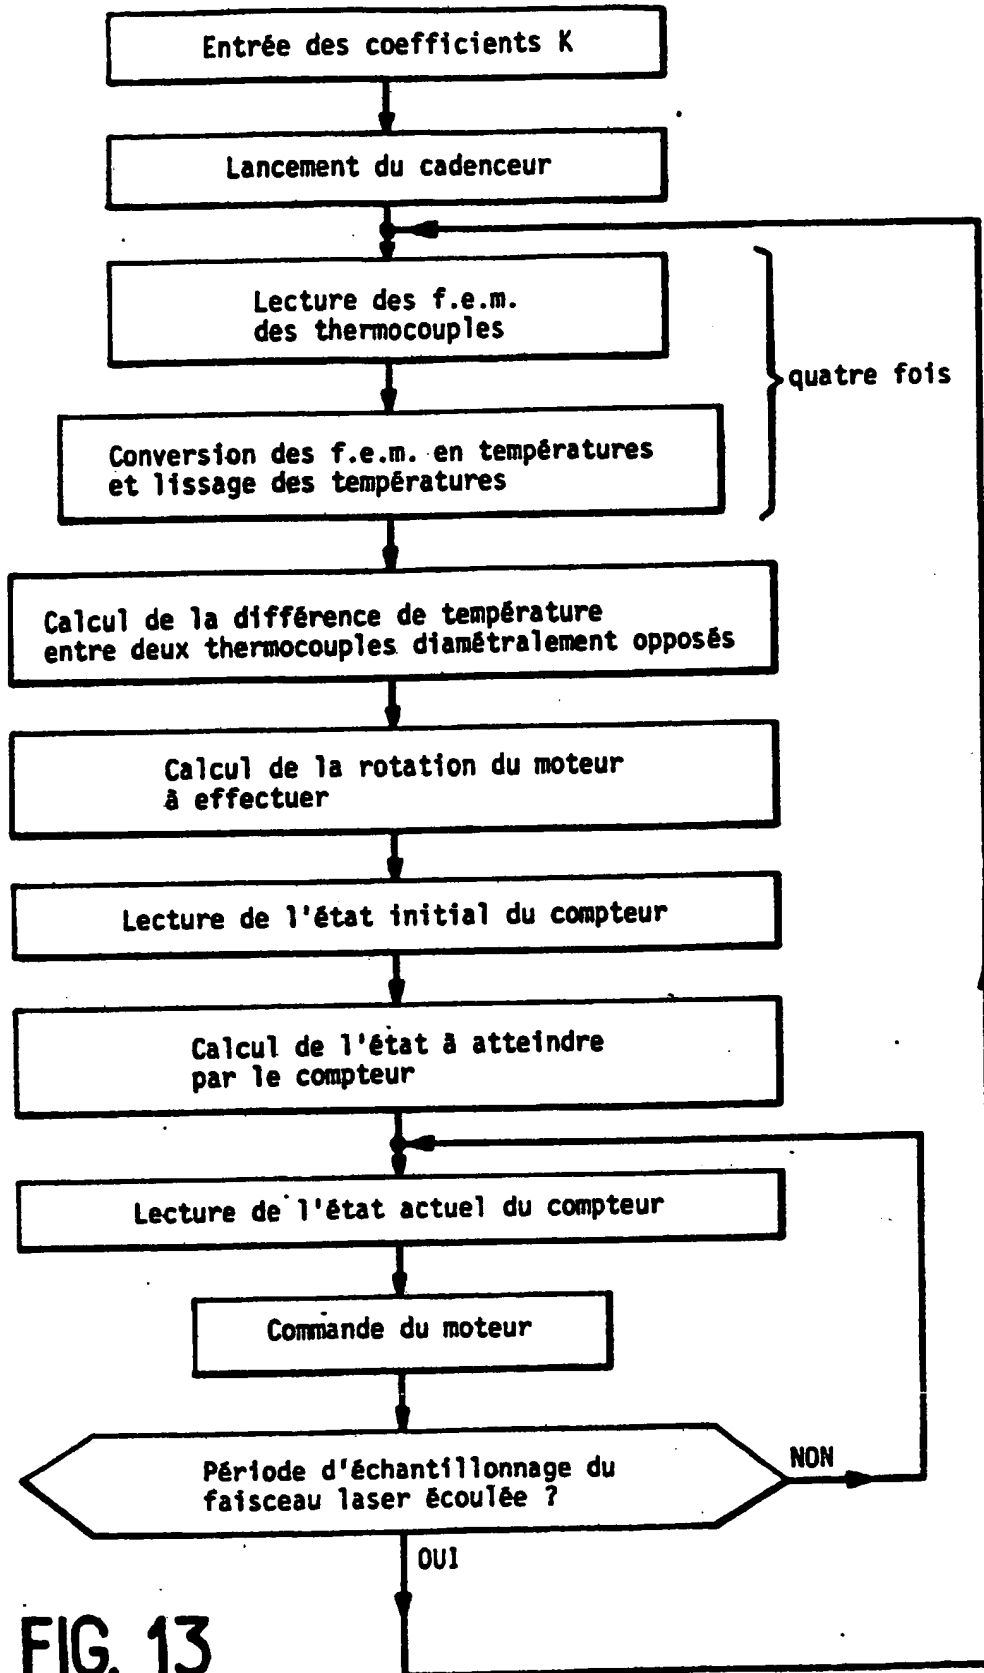 Entrée des coefficients K
Lancement du cadenceur
Lecture des f.e.m.
des thermocouples
quatre fois
Conversion des f.e.m. en températures
et lissage des températures
Calcul de la différence de température
entre deux thermocouples diamétralement opposés
Calcul de la rotation du moteur
à effectuer
Lecture de l'état initial du compteur
Calcul de l'état à atteindre
par le compteur
Lecture de l'état actuel du compteur
Commande du moteur
Période d'échantillonnage du
faisceau laser écoulée ?
NON
OUI
FIG. 13